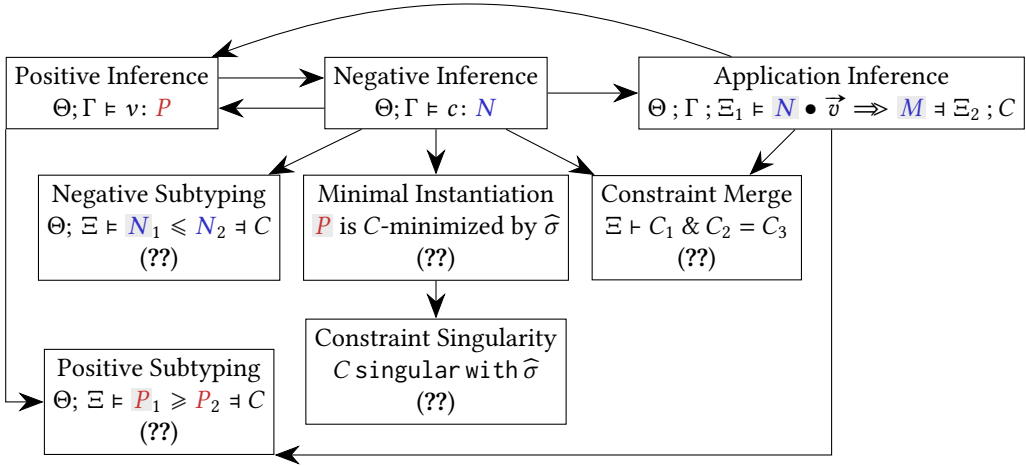 Positive Inference
Θ; Γ ⊨ v: P
Negative Inference
Θ; Γ ⊨ c: N
Application Inference
Θ ; Γ ; Ξ₁ ⊨ N ● v⃗ ⇒⇒ M ⫤ Ξ₂ ; C
Negative Subtyping
Θ; Ξ ⊨ N₁ ⩽ N₂ ⫤ C
(??)
Minimal Instantiation
P is C-minimized by σ̂
(??)
Constraint Merge
Ξ ⊢ C₁ & C₂ = C₃
(??)
Constraint Singularity
C singular with σ̂
(??)
Positive Subtyping
Θ; Ξ ⊨ P₁ ⩾ P₂ ⫤ C
(??)